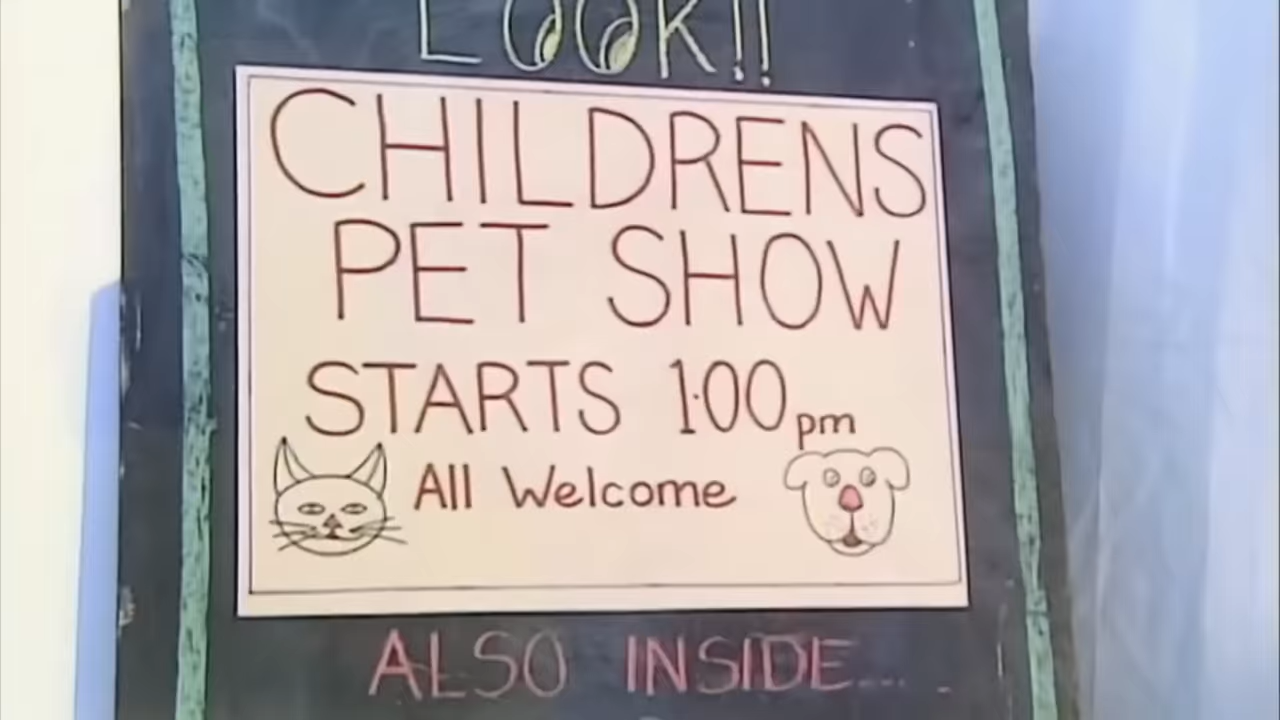 LOOK!!
CHILDRENS
PET SHOW
STARTS 1·00 pm
All Welcome
ALSO INSIDE...